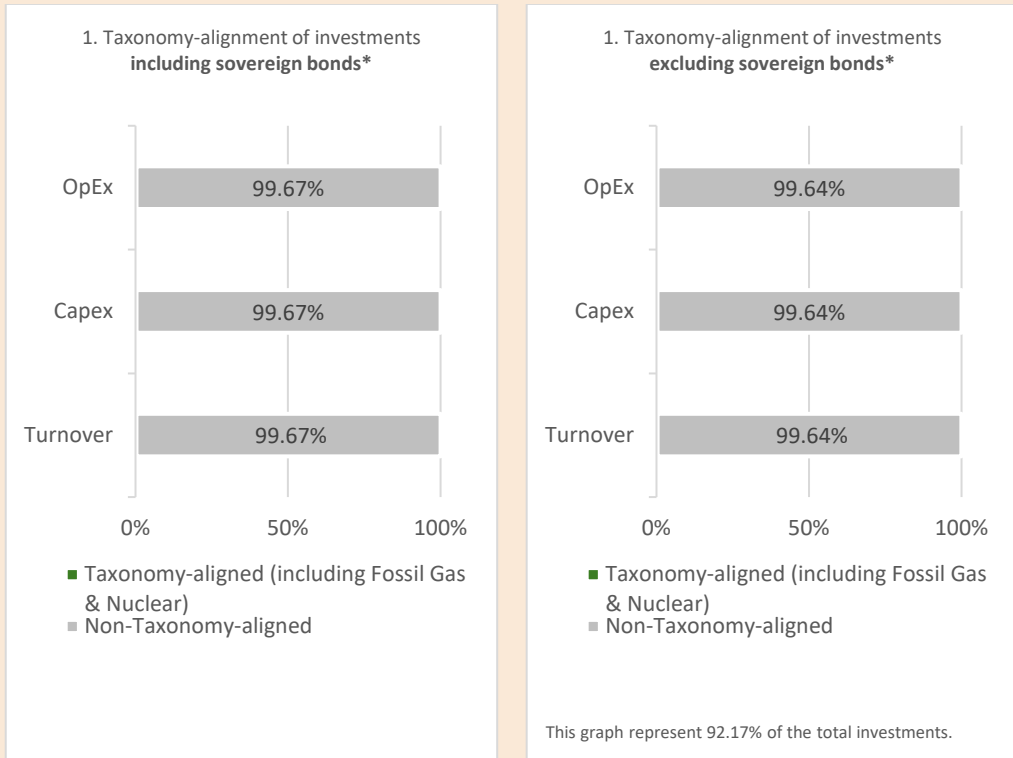 1. Taxonomy-alignment of investments
including sovereign bonds*
OpEx
99.67%
Capex
99.67%
Turnover
99.67%
0%
50%
100%
Taxonomy-aligned (including Fossil Gas
& Nuclear)
Non-Taxonomy-aligned
1. Taxonomy-alignment of investments
excluding sovereign bonds*
OpEx
99.64%
Capex
99.64%
Turnover
99.64%
0%
50%
100%
Taxonomy-aligned (including Fossil Gas
& Nuclear)
Non-Taxonomy-aligned
This graph represent 92.17% of the total investments.